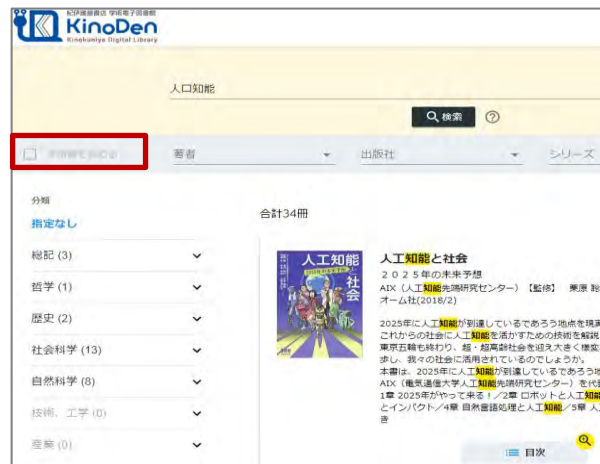 紀伊國屋書店 学術電子図書館
KinoDen
Kinokuniya Digital Library
人口知能
検索
著者
出版社
シリーズ
分類
指定なし
合計34冊
総記 (3)
哲学 (1)
歴史 (2)
社会科学 (13)
自然科学 (8)
技術、工学 (0)
産業 (0)
人工知能と社会
人工知能と社会
２０２５年の未来予想
AIX（人工知能先端研究センター）【監修】 栗原 聡
オーム社(2018/2)
2025年に人工知能が到達しているであろう地点を現実
これからの社会に人工知能を活かすための技術を解説
東京五輪も終わり、超・超高齢社会を迎え大きく様変
歩し、我々の社会に活用されているのでしょうか。
本書は、2025年に人工知能が到達しているであろう地
AIX（電気通信大学人工知能先端研究センター）を代表
1章 2025年がやって来る！／2章 ロボットと人工知能
とインパクト／4章 自然言語処理と人工知能／5章 人
き
目次